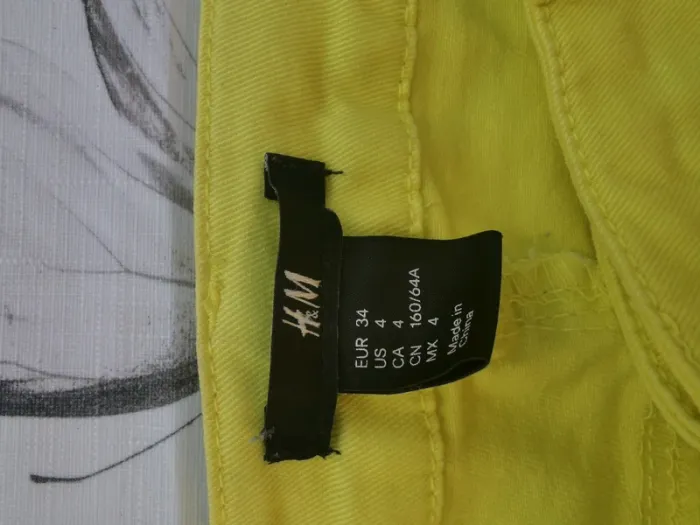 H&M
EUR 34
US 4
CA 4
CN 160/64A
MX 4
Made in
China